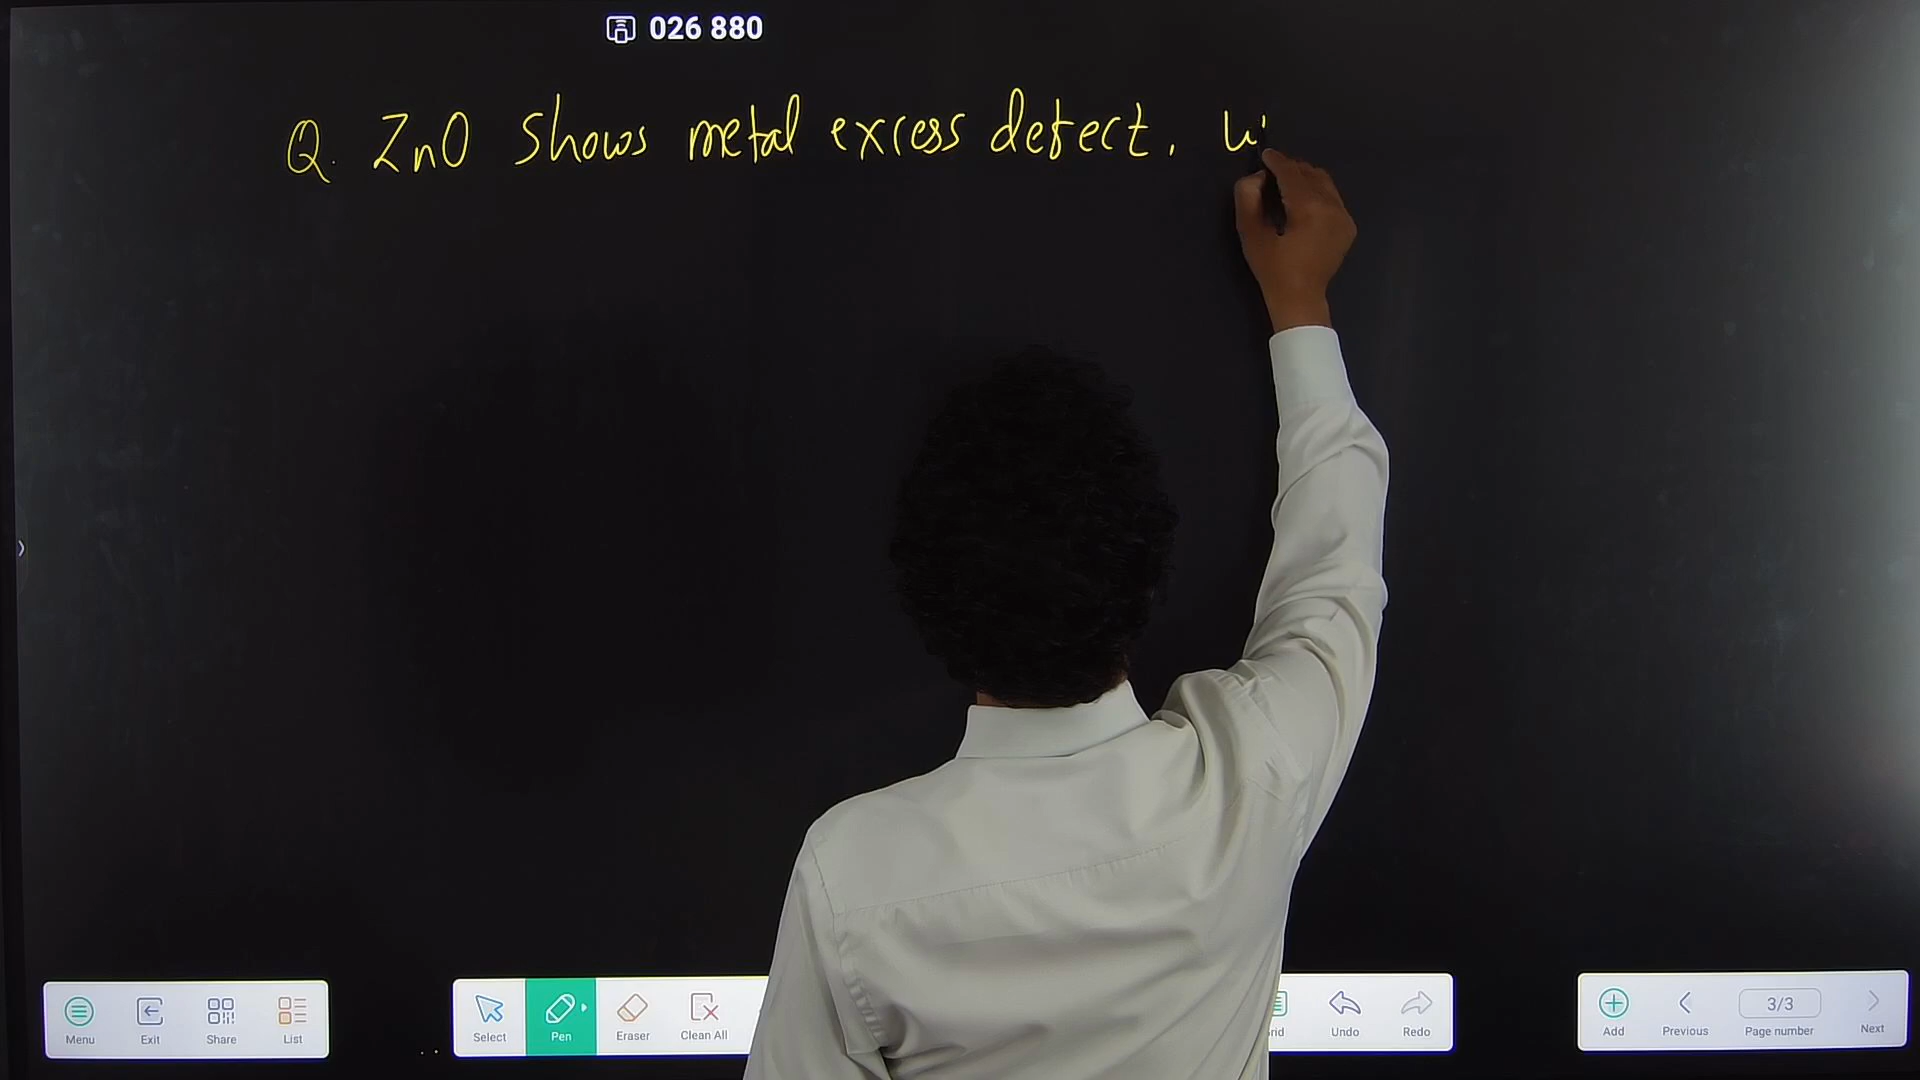 026 880
Q. ZnO shows metal excess defect.
Menu Exit Share List Select Pen Eraser Clean All Undo Redo Add Previous 3/3 Page number Next